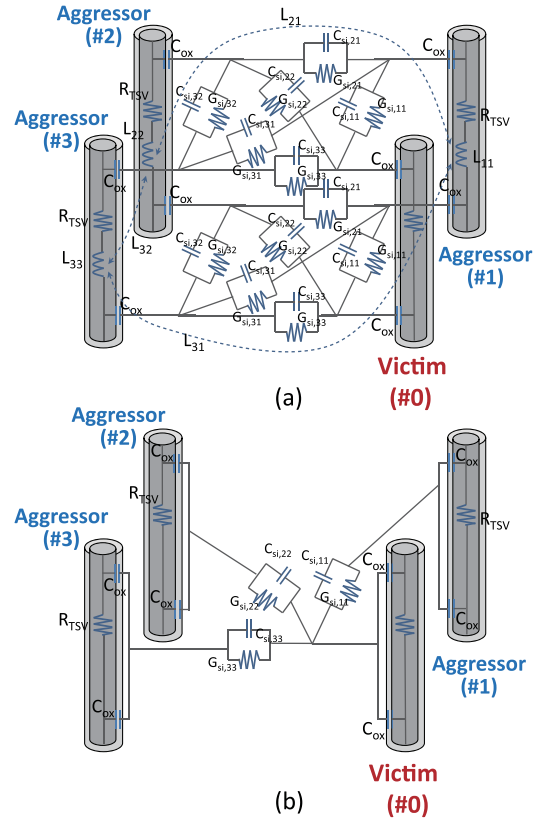 L21
Aggressor
(#2)
Cox
Csi,21
Cox
Aggressor
(#1)
Gsi,21
Csi,22
Csi,32
Gsi,32
Gsi,22
Csi,11
Gsi,11
RTSV
RTSV
Aggressor
(#3)
L22
Csi,31
L11
Cox
Gsi,31
Csi,33
Gsi,33
Cox
Csi,21
Cox
Cox
RTSV
Gsi,21
L32
Csi,32
Gsi,32
Csi,22
Gsi,22
Csi,11
Gsi,11
L33
Csi,31
Cox
Gsi,31
Csi,33
Gsi,33
Cox
L31
Victim
(#0)
(a)
Aggressor
(#2)
Cox
Cox
RTSV
RTSV
Aggressor
(#3)
Csi,22
Csi,11
Cox
Cox
Gsi,22
Gsi,11
Cox
Cox
RTSV
Csi,33
Gsi,33
Aggressor
(#1)
Cox
Cox
Victim
(#0)
(b)